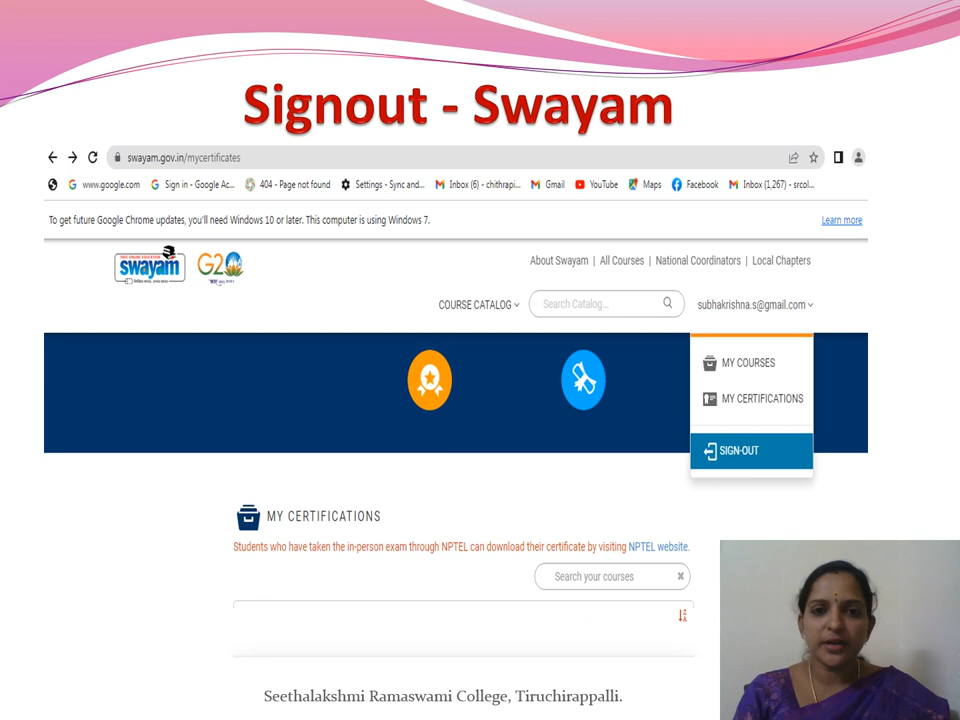 Signout - Swayam
swayam.gov.in/mycertificates
www.google.com Sign in - Google Ac... 404 - Page not found Settings - Sync and... Inbox (6) - chithrapi... Gmail YouTube Maps Facebook Inbox (1,267) - srcol...
To get future Google Chrome updates, you'll need Windows 10 or later. This computer is using Windows 7. Learn more
swayam G20
About Swayam | All Courses | National Coordinators | Local Chapters
COURSE CATALOG Search Catalog... subhakrishna.s@gmail.com
MY COURSES
MY CERTIFICATIONS
SIGN-OUT
MY CERTIFICATIONS
Students who have taken the in-person exam through NPTEL can download their certificate by visiting NPTEL website.
Search your courses
Seethalakshmi Ramaswami College, Tiruchirappalli.